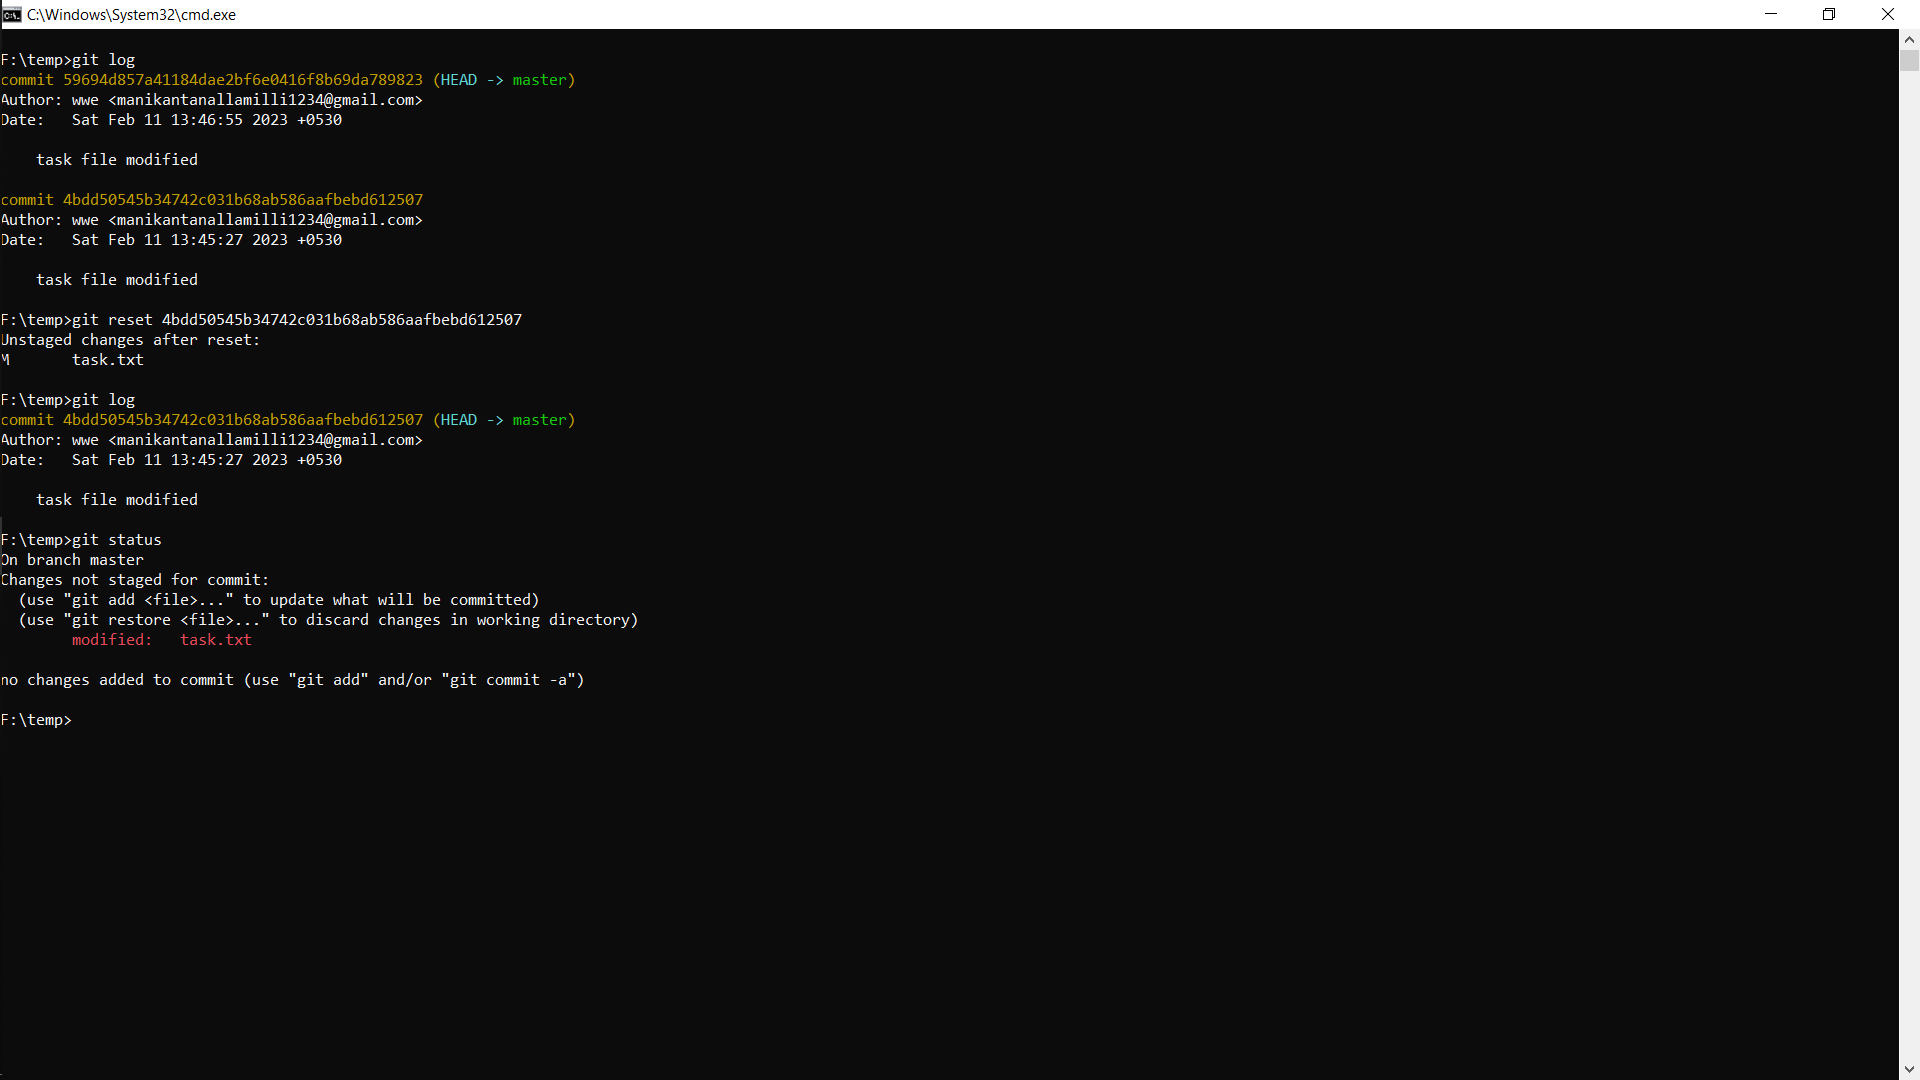 C:\Windows\System32\cmd.exe
F:\temp>git log
commit 59694d857a41184dae2bf6e0416f8b69da789823 (HEAD -> master)
Author: wwe <manikantanallamilli1234@gmail.com>
Date:   Sat Feb 11 13:46:55 2023 +0530
    task file modified
commit 4bdd50545b34742c031b68ab586aafbebd612507
Author: wwe <manikantanallamilli1234@gmail.com>
Date:   Sat Feb 11 13:45:27 2023 +0530
    task file modified
F:\temp>git reset 4bdd50545b34742c031b68ab586aafbebd612507
Unstaged changes after reset:
M       task.txt
F:\temp>git log
commit 4bdd50545b34742c031b68ab586aafbebd612507 (HEAD -> master)
Author: wwe <manikantanallamilli1234@gmail.com>
Date:   Sat Feb 11 13:45:27 2023 +0530
    task file modified
F:\temp>git status
On branch master
Changes not staged for commit:
  (use "git add <file>..." to update what will be committed)
  (use "git restore <file>..." to discard changes in working directory)
        modified:   task.txt
no changes added to commit (use "git add" and/or "git commit -a")
F:\temp>